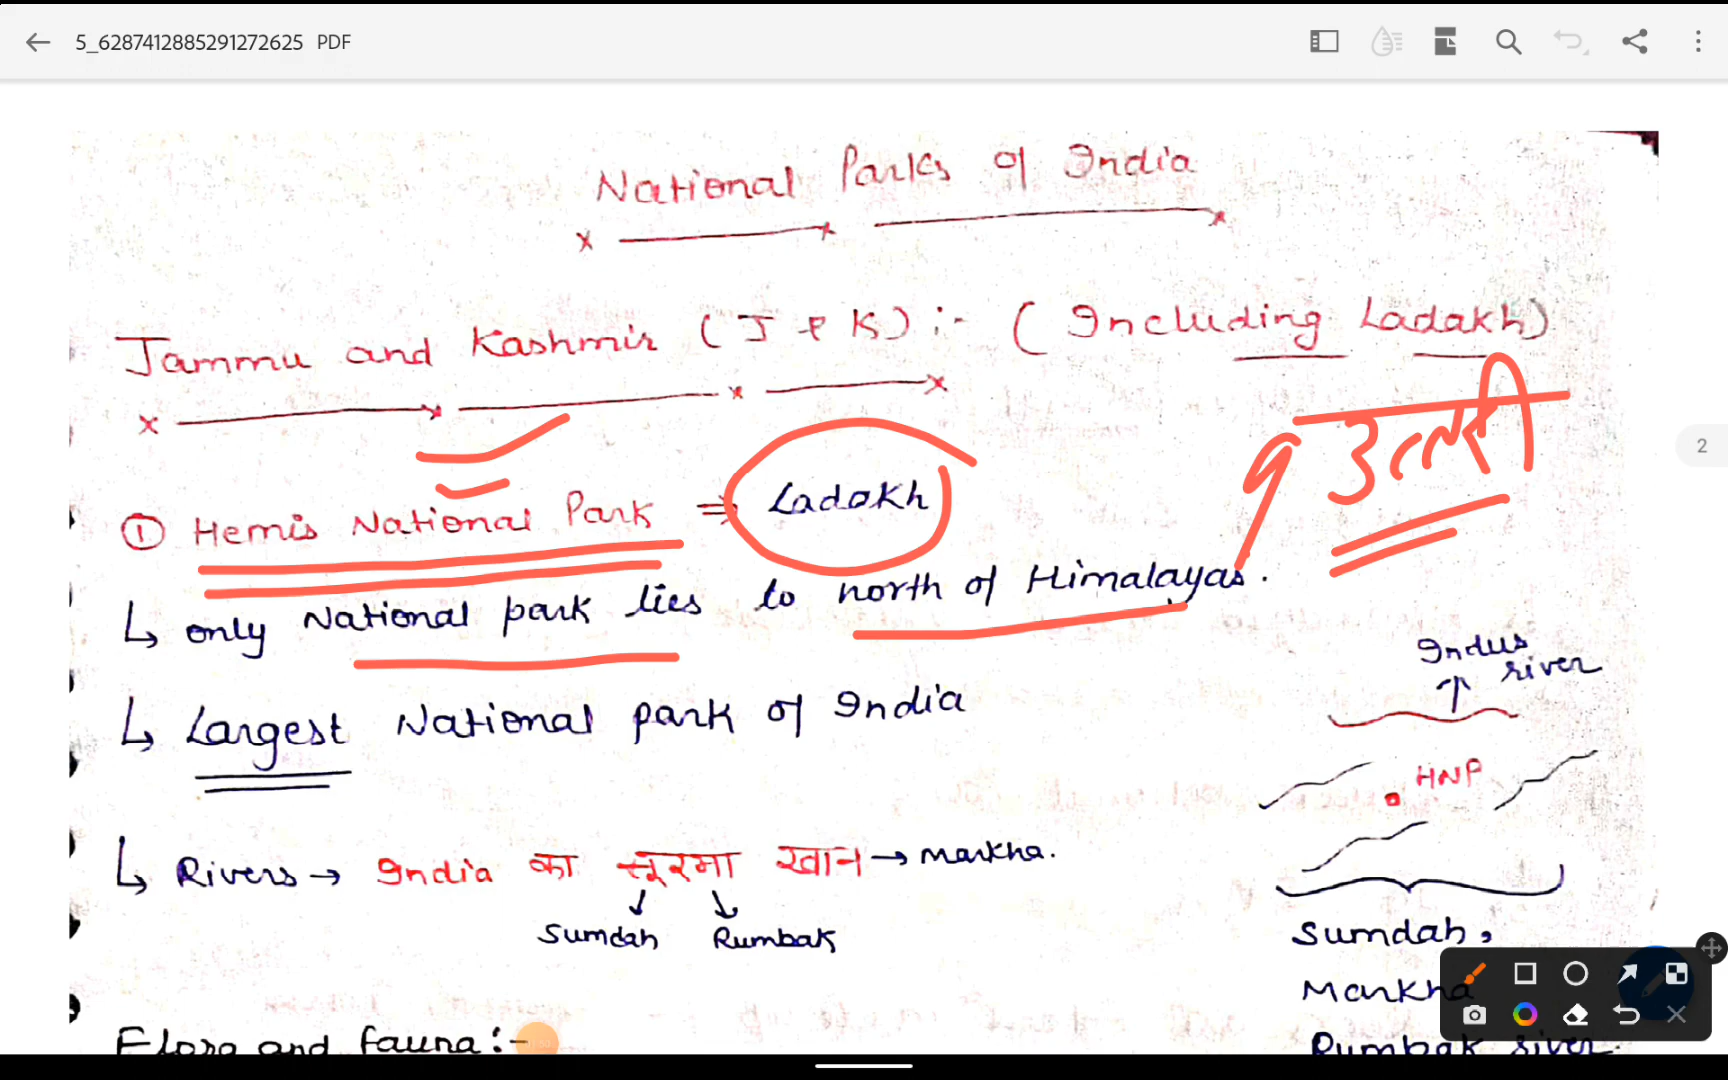 5_6287412885291272625 PDF
National Parks of India
Jammu and Kashmir (J & K) :- (Including Ladakh)
① Hemis National Park ⇒ Ladakh
↳ only National park lies to north of Himalayas.
↳ Largest National park of India
Indus river
HNP
↳ Rivers → India का सूरमा खान → Markha.
Sumdah Rumbak
Sumdah,
Markha
Rumbak river.
Flora and fauna :-
2